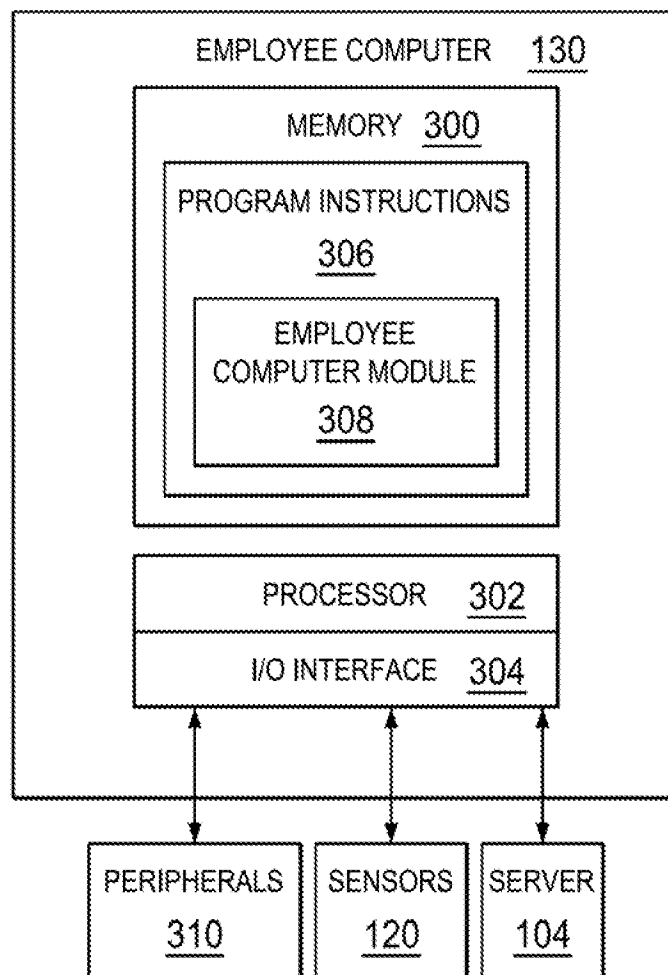 EMPLOYEE COMPUTER 130
MEMORY 300
PROGRAM INSTRUCTIONS
306
EMPLOYEE
COMPUTER MODULE
308
PROCESSOR 302
I/O INTERFACE 304
PERIPHERALS
310
SENSORS
120
SERVER
104